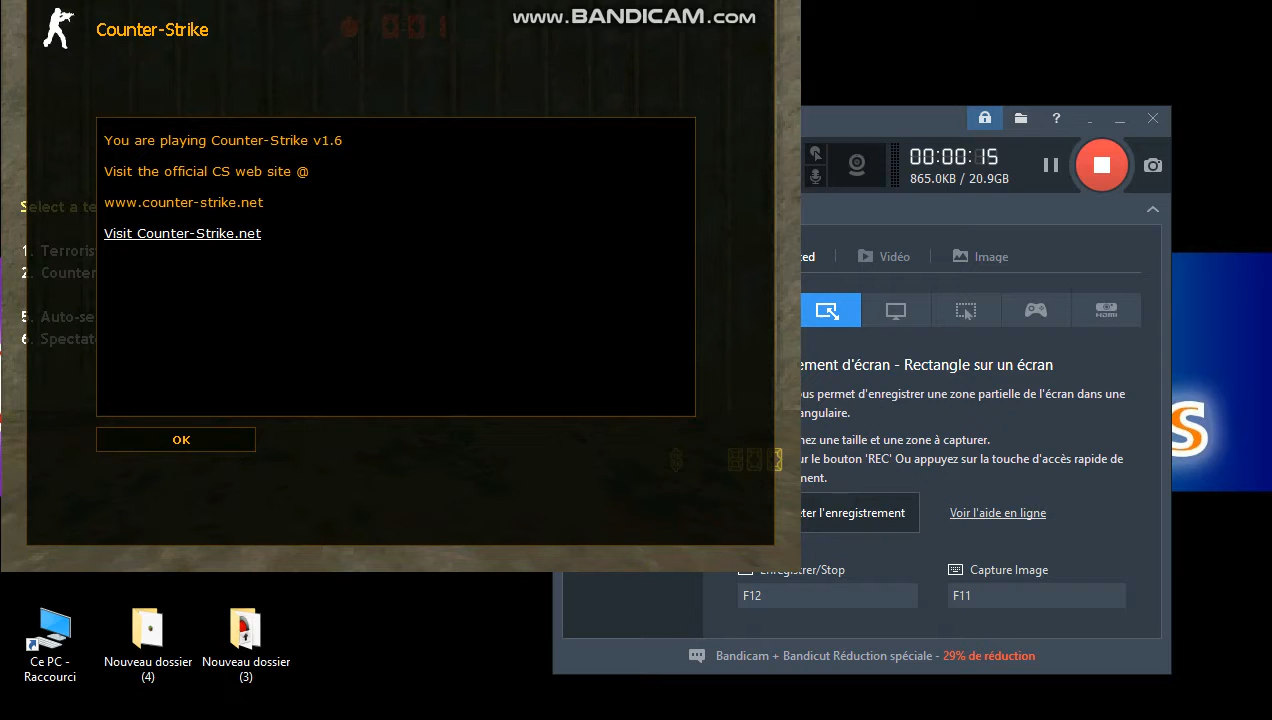 www.BANDICAM.com
Counter-Strike
You are playing Counter-Strike v1.6
Visit the official CS web site @
www.counter-strike.net
Visit Counter-Strike.net
OK
Select a te
1. Terroris
2. Counter
5. Auto-se
6. Spectat
00:00:15
865.0KB / 20.9GB
ed
Vidéo
Image
HDMI
ement d'écran - Rectangle sur un écran
ous permet d'enregistrer une zone partielle de l'écran dans une
angulaire.
nez une taille et une zone à capturer.
ur le bouton 'REC' Ou appuyez sur la touche d'accès rapide de
ment.
ter l'enregistrement
Voir l'aide en ligne
Enregistrer/Stop
Capture Image
F12
F11
Bandicam + Bandicut Réduction spéciale - 29% de réduction
Ce PC -
Raccourci
Nouveau dossier
(4)
Nouveau dossier
(3)